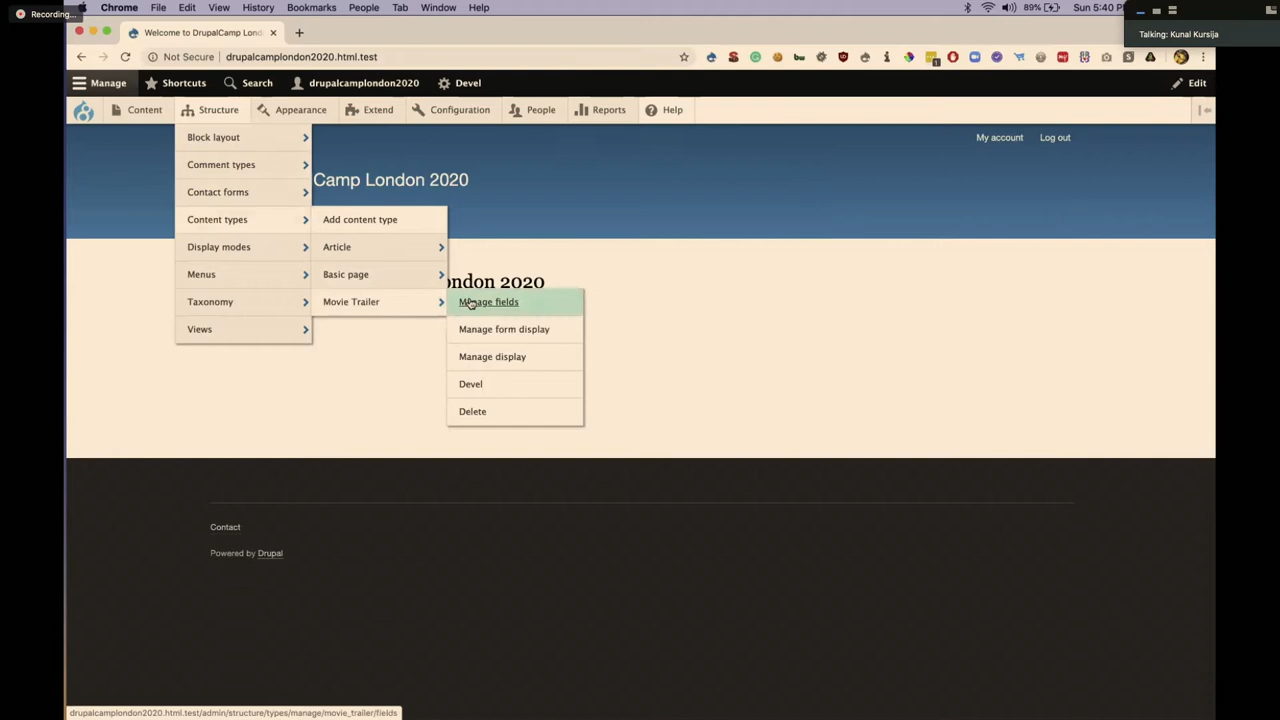 Recording...
Chrome File Edit View History Bookmarks People Tab Window Help
89% Sun 5:40 P
Talking: Kunal Kursija
Welcome to DrupalCamp Lond
Not Secure drupalcamplondon2020.html.test
Manage Shortcuts Search drupalcamplondon2020 Devel Edit
Content Structure Appearance Extend Configuration People Reports Help
My account Log out
Camp London 2020
Block layout
Comment types
Contact forms
Content types
Display modes
Menus
Taxonomy
Views
Add content type
Article
Basic page
Movie Trailer
ondon 2020
Manage fields
Manage form display
Manage display
Devel
Delete
Contact
Powered by Drupal
drupalcamplondon2020.html.test/admin/structure/types/manage/movie_trailer/fields